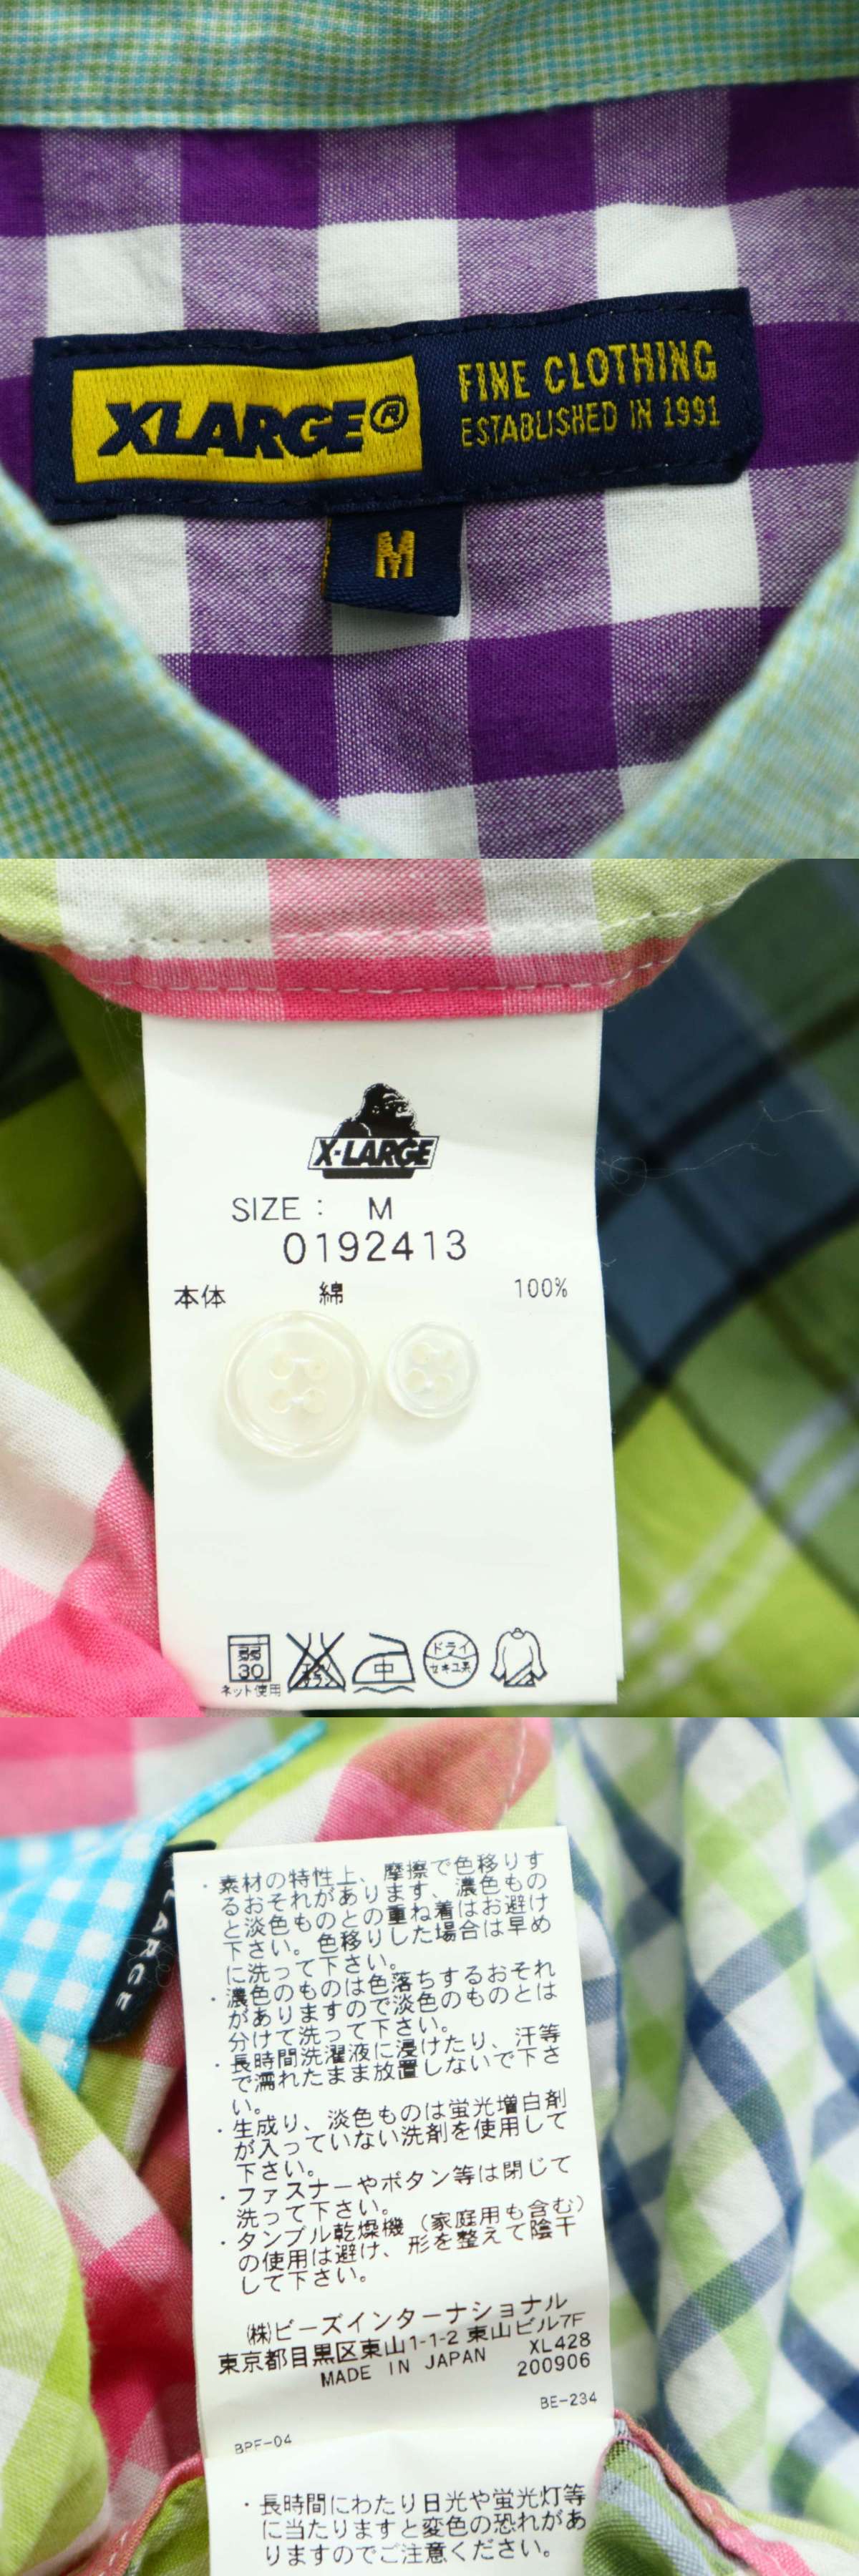 XLARGE®
FINE CLOTHING
ESTABLISHED IN 1991
M
X-LARGE
SIZE : M
0192413
本体 綿 100%
弱
30
ネット使用
中
ドライ
セキユ系
LARGE
・素材の特性上、摩擦で色移りす
るおそれがあります、濃色もの
と淡色ものとの重ね着はお避け
下さい。色移りした場合は早め
に洗って下さい。
・濃色のものは色落ちするおそれ
がありますので淡色のものとは
分けて洗って下さい。
・長時間洗濯液に浸けたり、汗等
で濡れたまま放置しないで下さ
い。
・生成り、淡色ものは蛍光増白剤
が入っていない洗剤を使用して
下さい。
・ファスナーやボタン等は閉じて
洗って下さい。
・タンブル乾燥機（家庭用も含む）
の使用は避け、形を整えて陰干
して下さい。
㈱ビーズインターナショナル
東京都目黒区東山1-1-2 東山ビル7F
MADE IN JAPAN XL428
200906
BE-234
BPF-04
・長時間にわたり日光や蛍光灯等
に当たりますと変色の恐れがあ
りますのでご注意ください。